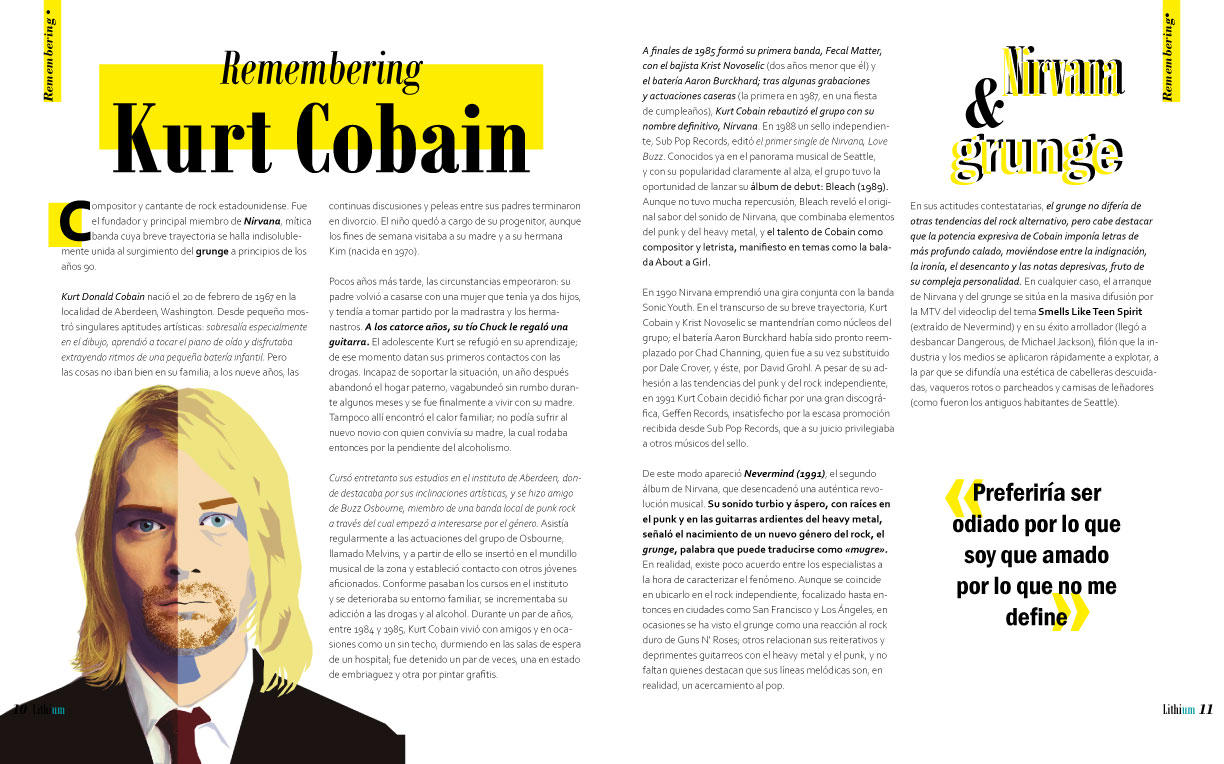 Remembering
Remembering
Kurt Cobain
Compositor y cantante de rock estadounidense. Fue
el fundador y principal miembro de Nirvana, mítica
banda cuya breve trayectoria se halla indisoluble-
mente unida al surgimiento del grunge a principios de los
años 90.
Kurt Donald Cobain nació el 20 de febrero de 1967 en la
localidad de Aberdeen, Washington. Desde pequeño mos-
tró singulares aptitudes artísticas: sobresalía especialmente
en el dibujo, aprendió a tocar el piano de oído y disfrutaba
extrayendo ritmos de una pequeña batería infantil. Pero
las cosas no iban bien en su familia; a los nueve años, las
continuas discusiones y peleas entre sus padres terminaron
en divorcio. El niño quedó a cargo de su progenitor, aunque
los fines de semana visitaba a su madre y a su hermana
Kim (nacida en 1970).
Pocos años más tarde, las circunstancias empeoraron: su
padre volvió a casarse con una mujer que tenía ya dos hijos,
y tendía a tomar partido por la madrastra y los herma-
nastros. A los catorce años, su tío Chuck le regaló una
guitarra. El adolescente Kurt se refugió en su aprendizaje;
de ese momento datan sus primeros contactos con las
drogas. Incapaz de soportar la situación, un año después
abandonó el hogar paterno, vagabundeó sin rumbo duran-
te algunos meses y se fue finalmente a vivir con su madre.
Tampoco allí encontró el calor familiar; no podía sufrir al
nuevo novio con quien convivía su madre, la cual rodaba
entonces por la pendiente del alcoholismo.
Cursó entretanto sus estudios en el instituto de Aberdeen, don-
de destacaba por sus inclinaciones artísticas, y se hizo amigo
de Buzz Osbourne, miembro de una banda local de punk rock
a través del cual empezó a interesarse por el género. Asistía
regularmente a las actuaciones del grupo de Osbourne,
llamado Melvins, y a partir de ello se insertó en el mundillo
musical de la zona y estableció contacto con otros jóvenes
aficionados. Conforme pasaban los cursos en el instituto
y se deterioraba su entorno familiar, se incrementaba su
adicción a las drogas y al alcohol. Durante un par de años,
entre 1984 y 1985, Kurt Cobain vivió con amigos y en oca-
siones como un sin techo, durmiendo en las salas de espera
de un hospital; fue detenido un par de veces, una en estado
de embriaguez y otra por pintar grafitis.
10 Lithium
A finales de 1985 formó su primera banda, Fecal Matter,
con el bajista Krist Novoselic (dos años menor que él) y
el batería Aaron Burckhard; tras algunas grabaciones
y actuaciones caseras (la primera en 1987, en una fiesta
de cumpleaños), Kurt Cobain rebautizó el grupo con su
nombre definitivo, Nirvana. En 1988 un sello independien-
te, Sub Pop Records, editó el primer single de Nirvana, Love
Buzz. Conocidos ya en el panorama musical de Seattle,
y con su popularidad claramente al alza, el grupo tuvo la
oportunidad de lanzar su álbum de debut: Bleach (1989).
Aunque no tuvo mucha repercusión, Bleach reveló el origi-
nal sabor del sonido de Nirvana, que combinaba elementos
del punk y del heavy metal, y el talento de Cobain como
compositor y letrista, manifiesto en temas como la bala-
da About a Girl.
En 1990 Nirvana emprendió una gira conjunta con la banda
Sonic Youth. En el transcurso de su breve trayectoria, Kurt
Cobain y Krist Novoselic se mantendrían como núcleos del
grupo; el batería Aaron Burckhard había sido pronto reem-
plazado por Chad Channing, quien fue a su vez substituido
por Dale Crover, y éste, por David Grohl. A pesar de su ad-
hesión a las tendencias del punk y del rock independiente,
en 1991 Kurt Cobain decidió fichar por una gran discográ-
fica, Geffen Records, insatisfecho por la escasa promoción
recibida desde Sub Pop Records, que a su juicio privilegiaba
a otros músicos del sello.
De este modo apareció Nevermind (1991), el segundo
álbum de Nirvana, que desencadenó una auténtica revo-
lución musical. Su sonido turbio y áspero, con raíces en
el punk y en las guitarras ardientes del heavy metal,
señaló el nacimiento de un nuevo género del rock, el
grunge, palabra que puede traducirse como «mugre».
En realidad, existe poco acuerdo entre los especialistas a
la hora de caracterizar el fenómeno. Aunque se coincide
en ubicarlo en el rock independiente, focalizado hasta en-
tonces en ciudades como San Francisco y Los Ángeles, en
ocasiones se ha visto el grunge como una reacción al rock
duro de Guns N' Roses; otros relacionan sus reiterativos y
deprimentes guitarreos con el heavy metal y el punk, y no
faltan quienes destacan que sus líneas melódicas son, en
realidad, un acercamiento al pop.
Remembering
Nirvana
&
grunge
En sus actitudes contestatarias, el grunge no difería de
otras tendencias del rock alternativo, pero cabe destacar
que la potencia expresiva de Cobain imponía letras de
más profundo calado, moviéndose entre la indignación,
la ironía, el desencanto y las notas depresivas, fruto de
su compleja personalidad. En cualquier caso, el arranque
de Nirvana y del grunge se sitúa en la masiva difusión por
la MTV del videoclip del tema Smells Like Teen Spirit
(extraído de Nevermind) y en su éxito arrollador (llegó a
desbancar Dangerous, de Michael Jackson), filón que la in-
dustria y los medios se aplicaron rápidamente a explotar, a
la par que se difundía una estética de cabelleras descuida-
das, vaqueros rotos o parcheados y camisas de leñadores
(como fueron los antiguos habitantes de Seattle).
«Preferiría ser
odiado por lo que
soy que amado
por lo que no me
define»
Lithium 11